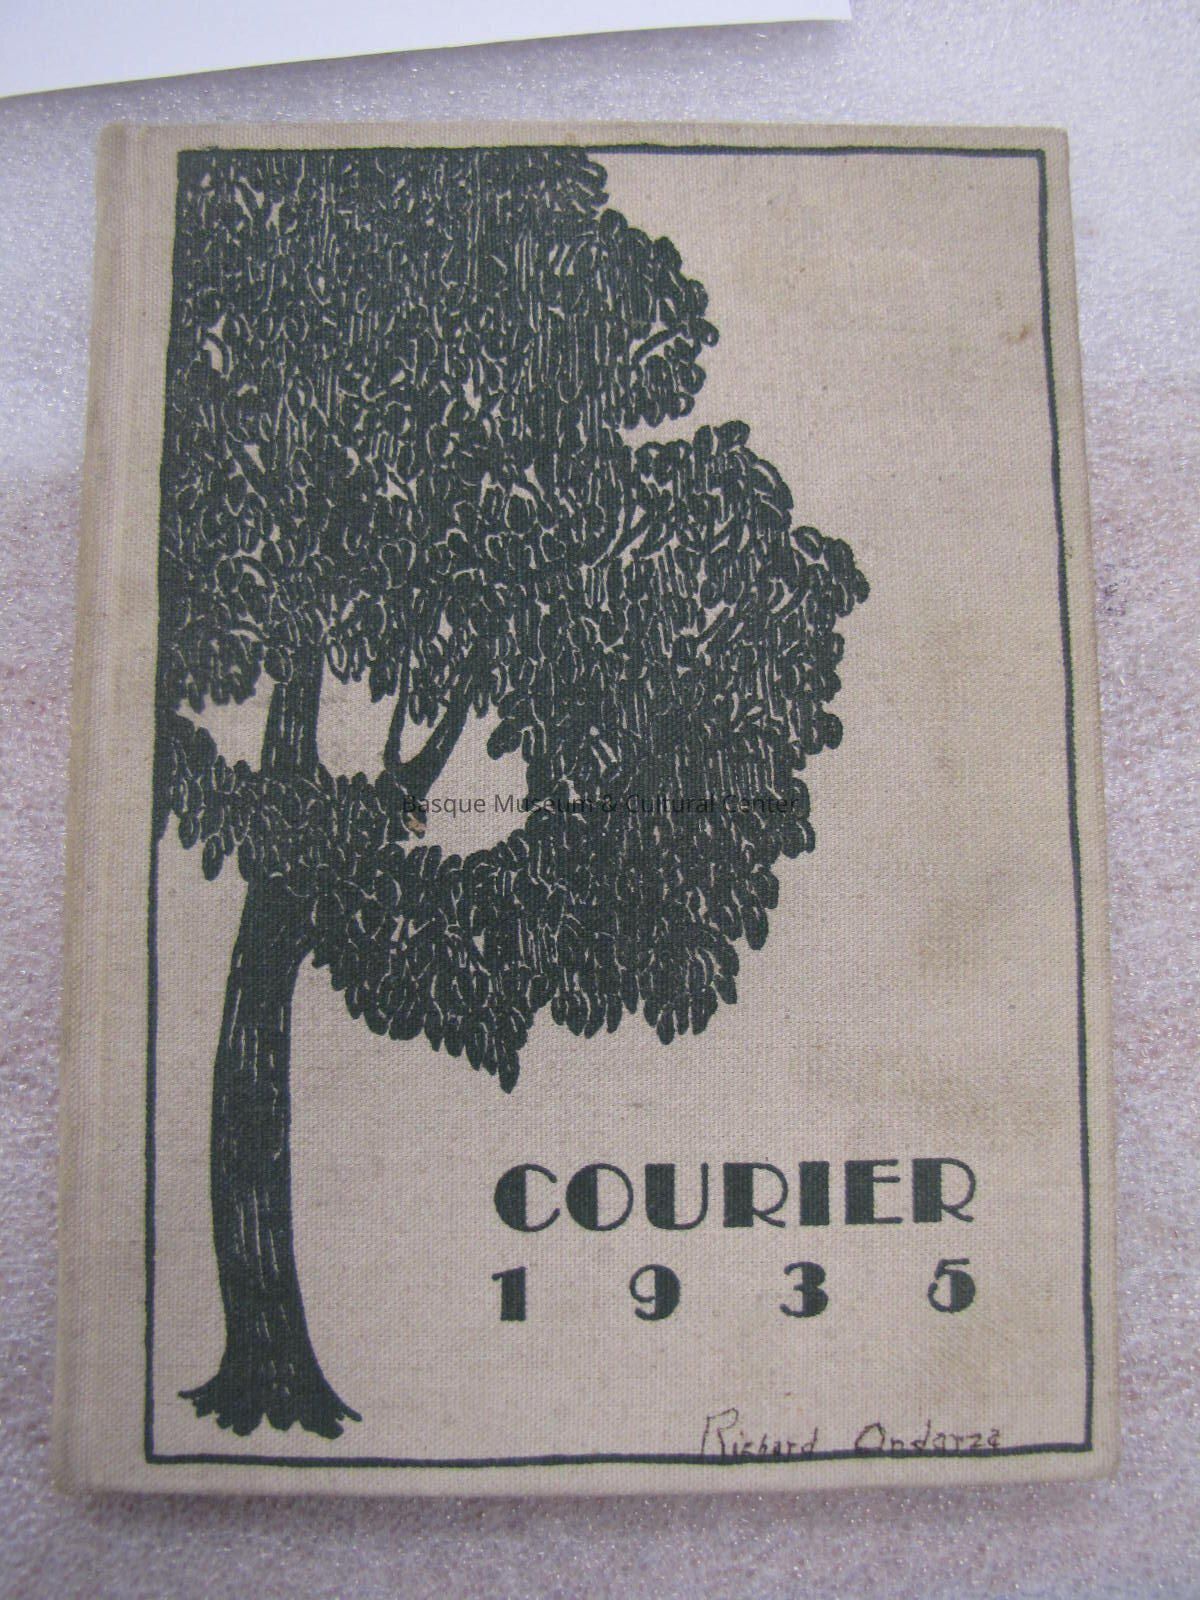 Basque Museum & Cultural Center
COURIER
1935
Richard Ondarza